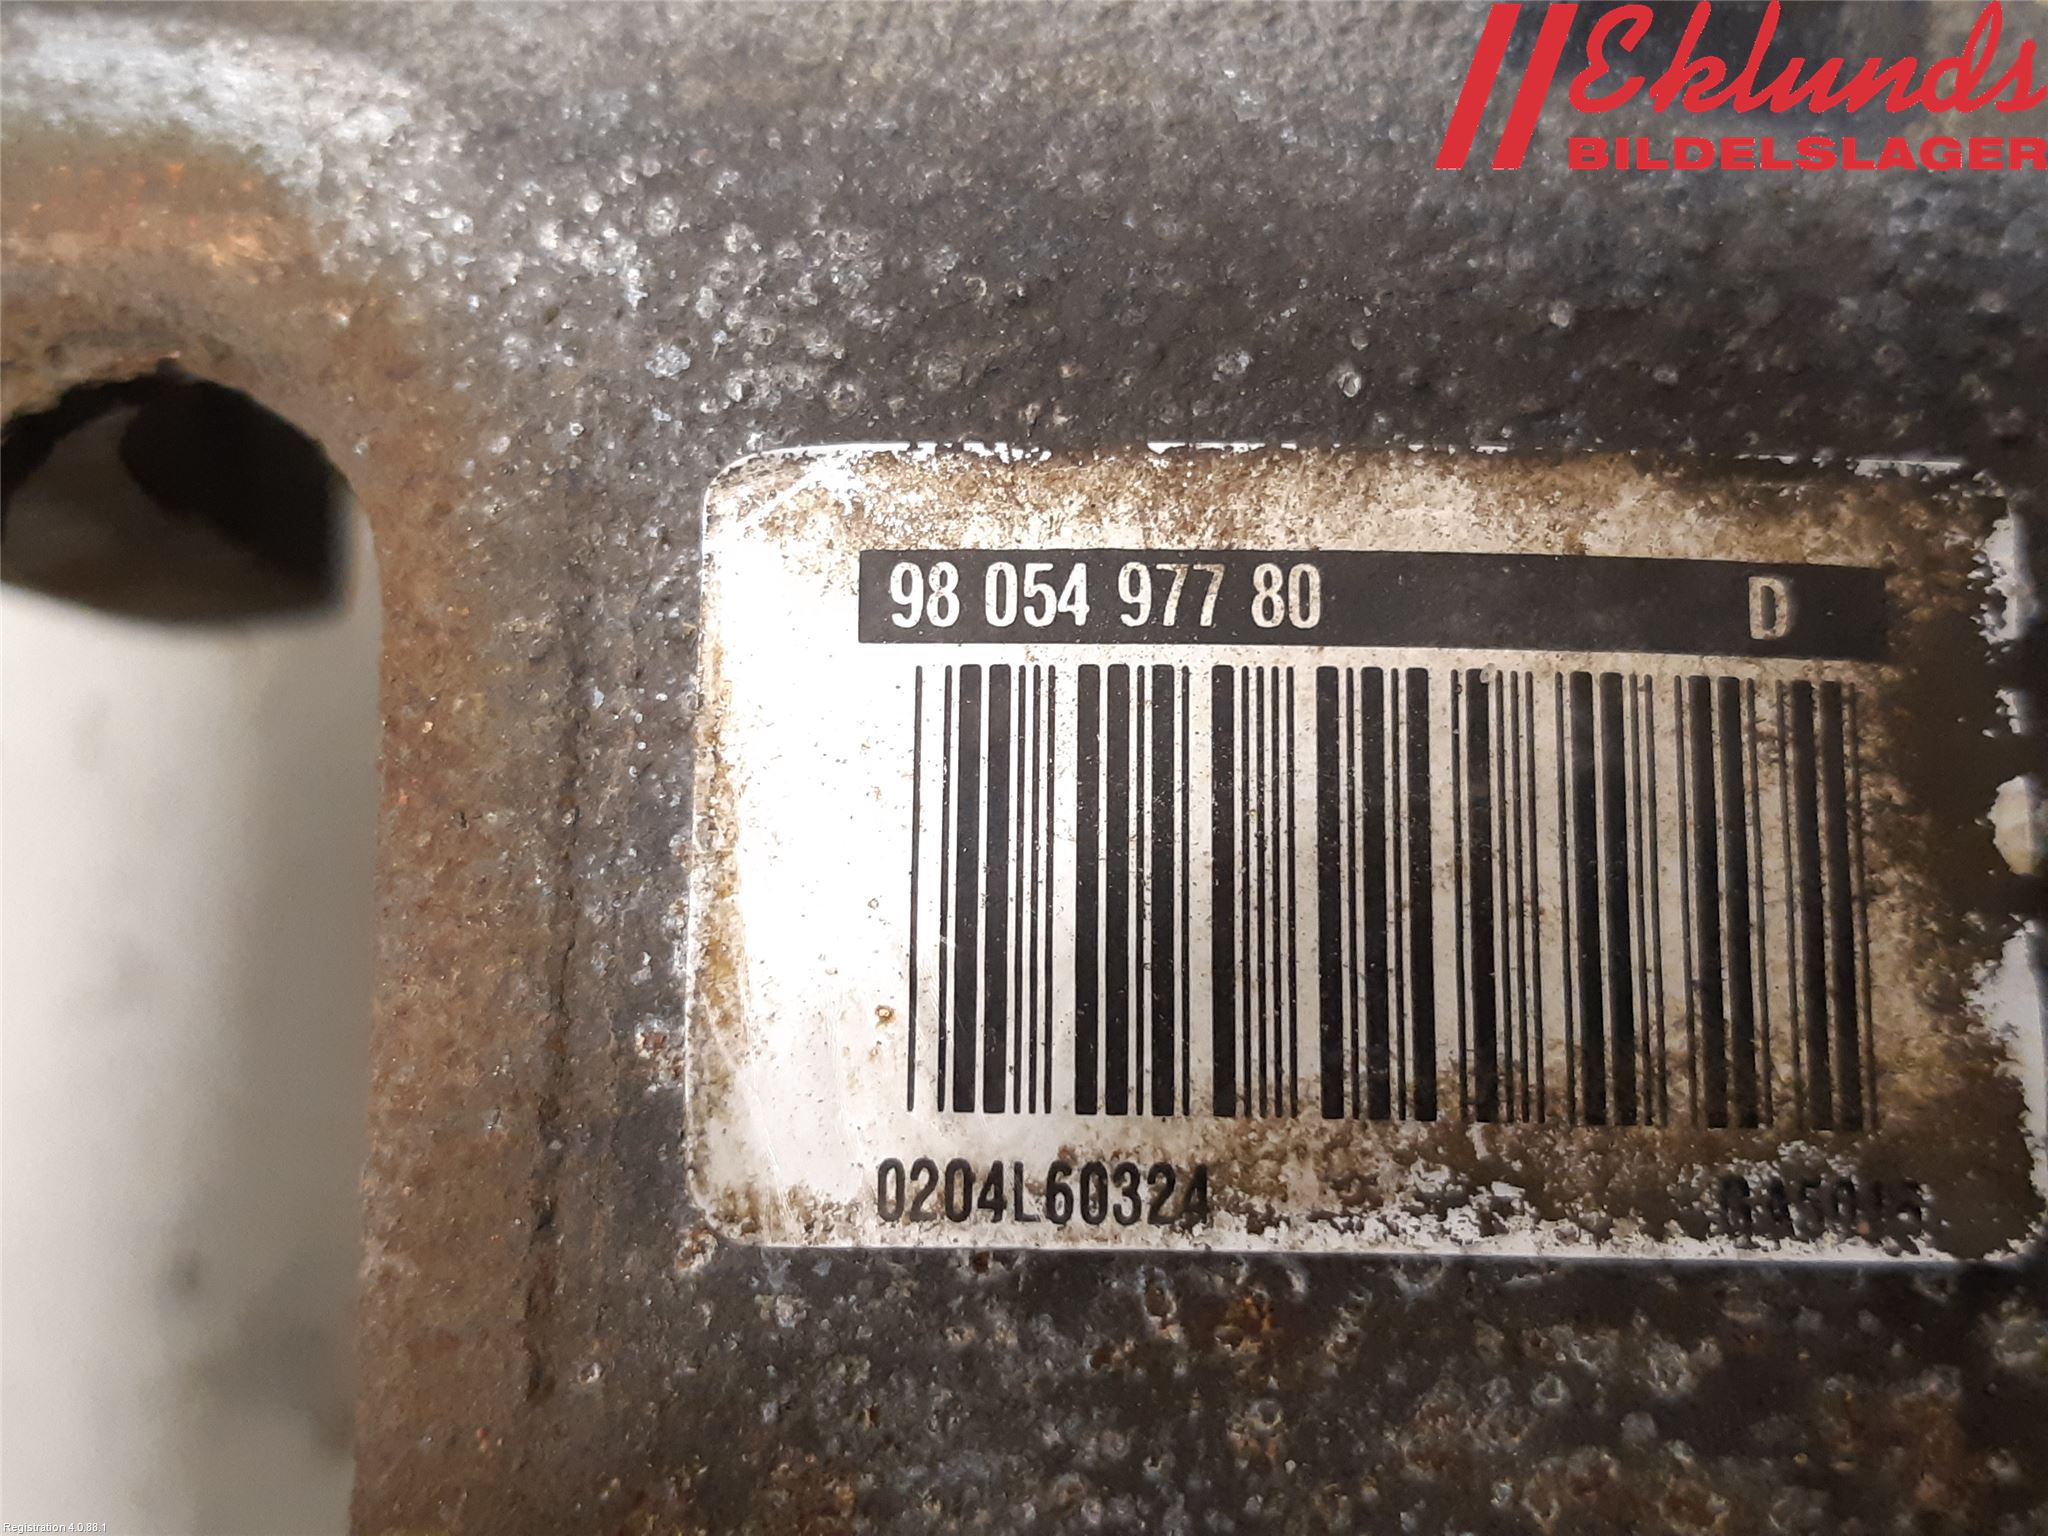 Eklunds
BILDELSLAGER
98 054 977 80 D
0204L60324
Registration 4.0.88.1